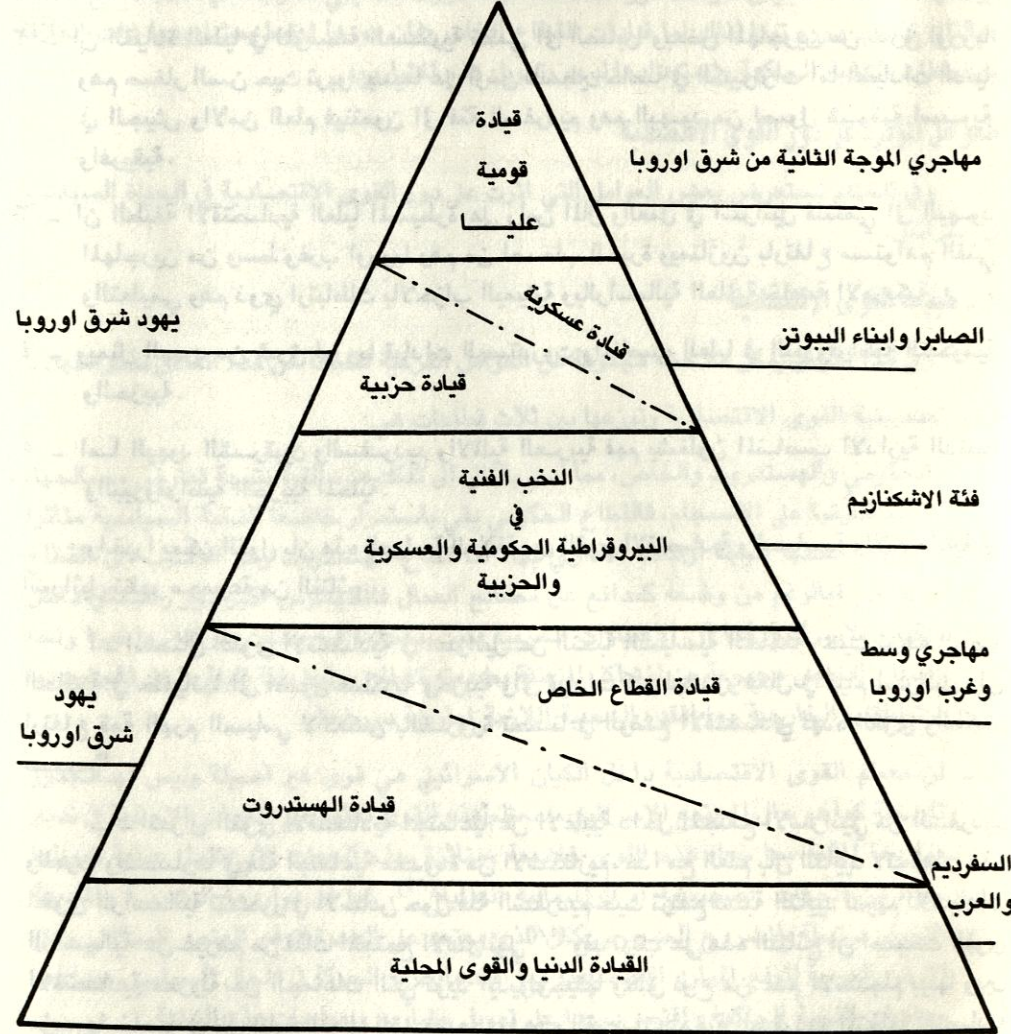 قيادة
قومية
عليـــا
مهاجري الموجة الثانية من شرق اوروبا
قيادة عسكرية
الصابرا وابناء البيوتز
يهود شرق اوروبا
قيادة حزبية
النخب الفنية
في
البيروقراطية الحكومية والعسكرية
والحزبية
فئة الاشكنازيم
قيادة القطاع الخاص
مهاجري وسط
وغرب اوروبا
يهود
شرق اوروبا
قيادة الهستدروت
السفرديم
والعرب
القيادة الدنيا والقوى المحلية